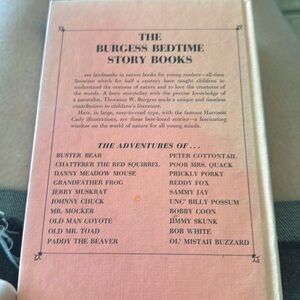 THE
BURGESS BEDTIME
STORY BOOKS
. . . are landmarks in nature books for young readers—all-time
favorites which for half a century have taught children to
understand the customs of nature and to love the creatures
of the woods. A lusty storyteller with the precise knowledge of
a naturalist, Thornton W. Burgess made a unique and timeless
contribution to children's literature.
Here, in large, easy-to-read type, with the famous Harrison
Cady illustrations, are those best-loved stories—a fascinating
window on the world of nature for all young minds.
THE ADVENTURES OF . . .
BUSTER BEAR
CHATTERER THE RED SQUIRREL
DANNY MEADOW MOUSE
GRANDFATHER FROG
JERRY MUSKRAT
JOHNNY CHUCK
MR. MOCKER
OLD MAN COYOTE
OLD MR. TOAD
PADDY THE BEAVER
PETER COTTONTAIL
POOR MRS. QUACK
PRICKLY PORKY
REDDY FOX
SAMMY JAY
UNC' BILLY POSSUM
BOBBY COON
JIMMY SKUNK
BOB WHITE
OL' MISTAH BUZZARD